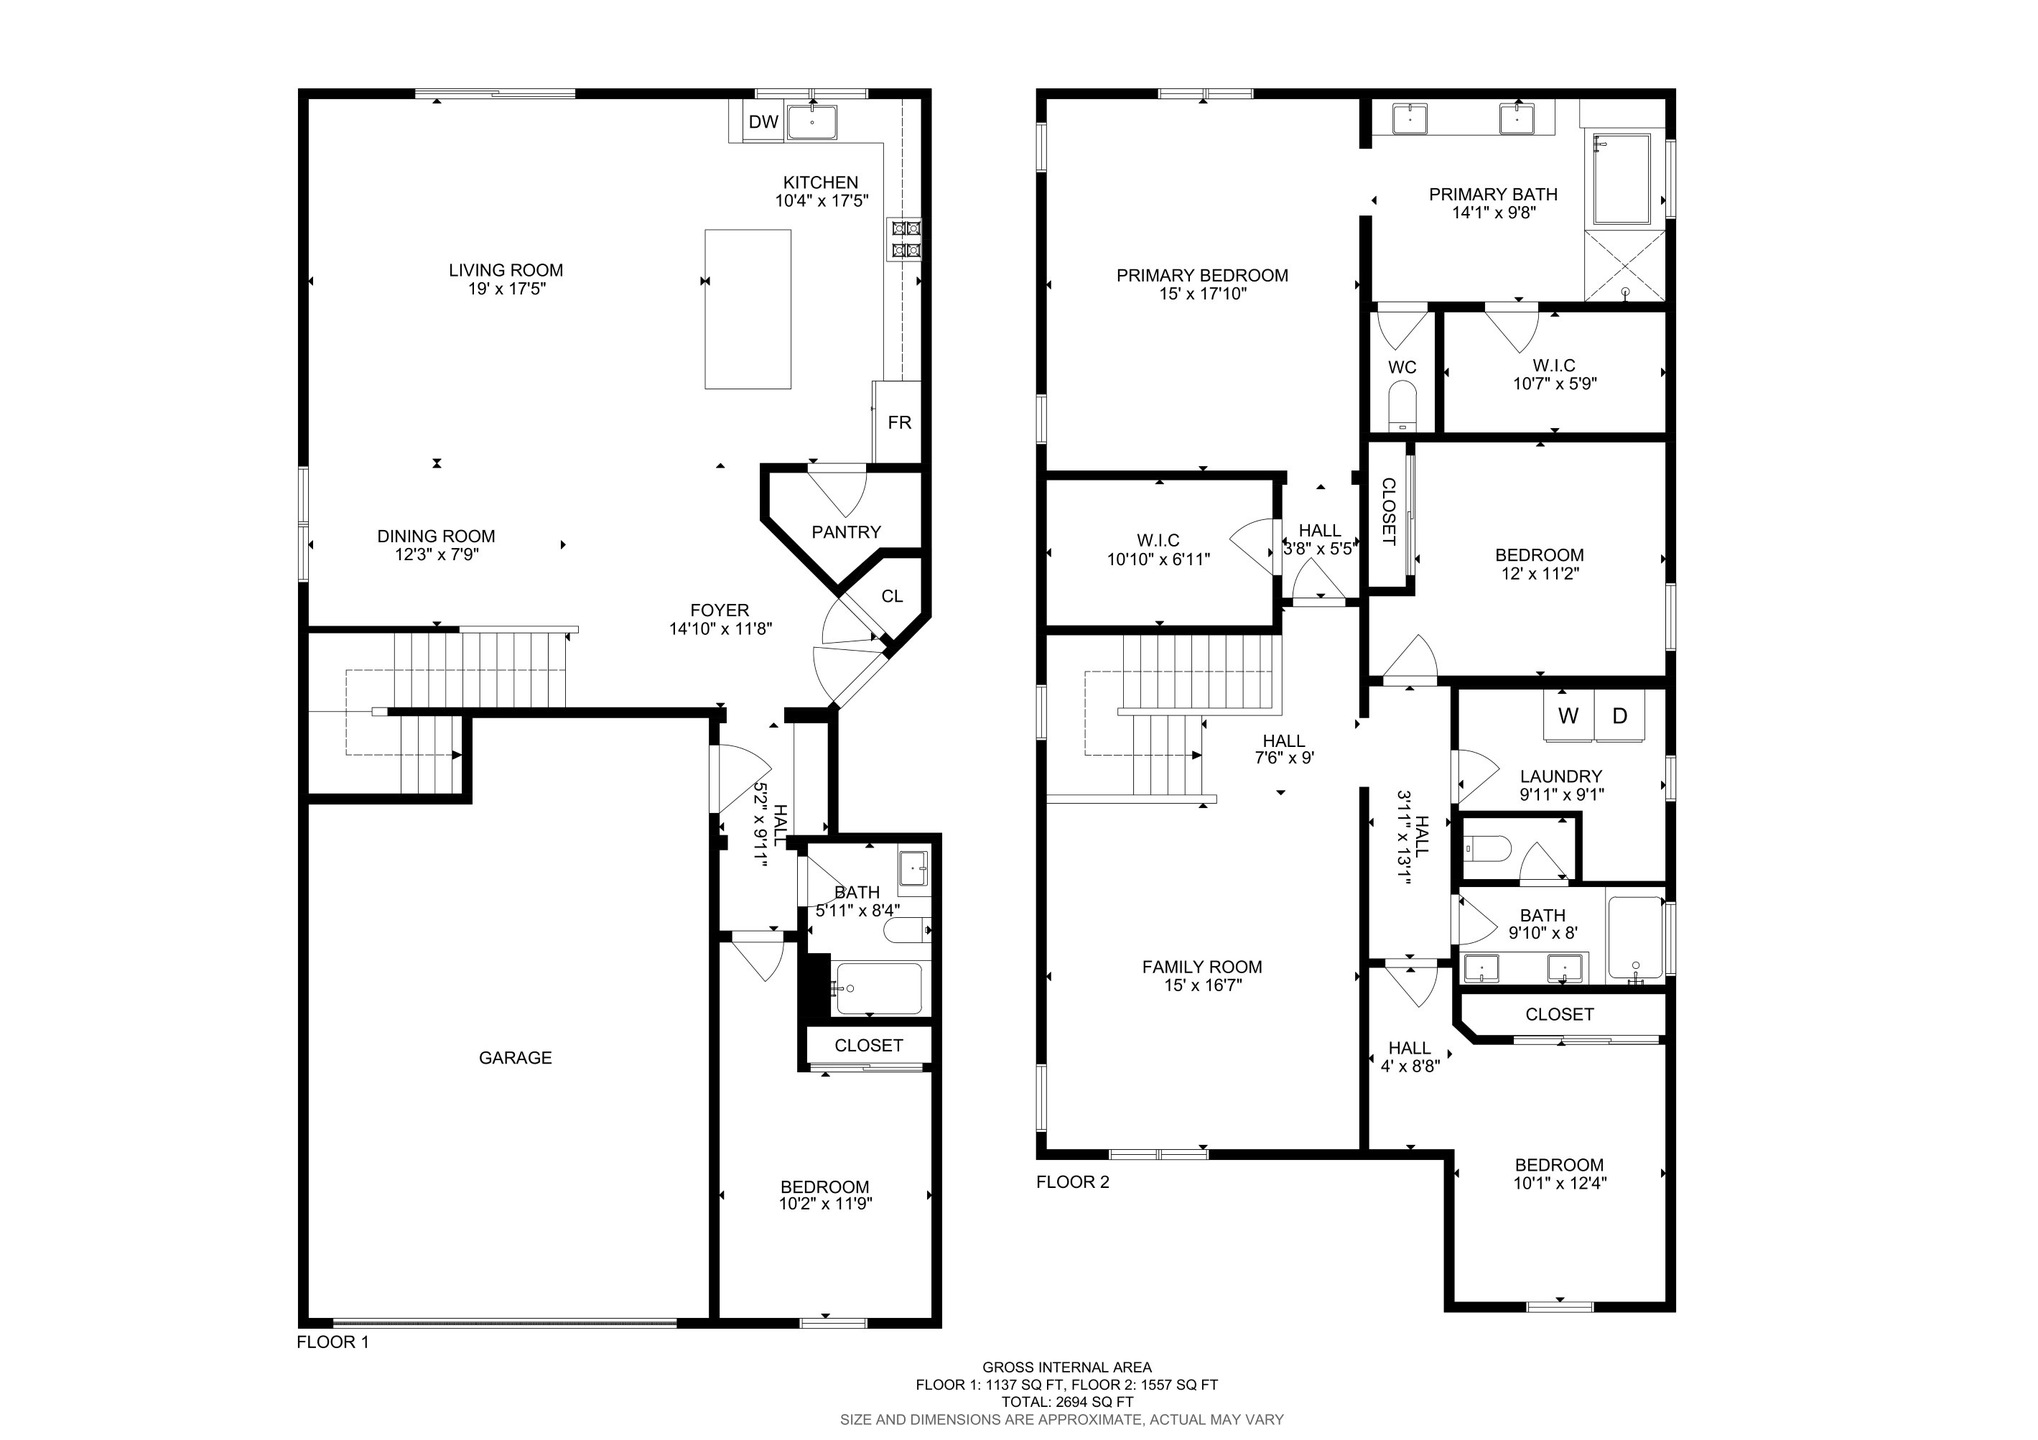 DW
KITCHEN
10'4" x 17'5"
LIVING ROOM
19' x 17'5"
FR
DINING ROOM
12'3" x 7'9"
PANTRY
CL
FOYER
14'10" x 11'8"
HALL
5'2" x 9'11"
BATH
5'11" x 8'4"
CLOSET
GARAGE
BEDROOM
10'2" x 11'9"
FLOOR 1
PRIMARY BATH
14'1" x 9'8"
PRIMARY BEDROOM
15' x 17'10"
WC
W.I.C
10'7" x 5'9"
CLOSET
HALL
3'8" x 5'5"
W.I.C
10'10" x 6'11"
BEDROOM
12' x 11'2"
W
D
HALL
7'6" x 9'
LAUNDRY
9'11" x 9'1"
HALL
3'11" x 13'1"
BATH
9'10" x 8'
FAMILY ROOM
15' x 16'7"
CLOSET
HALL
4' x 8'8"
BEDROOM
10'1" x 12'4"
FLOOR 2
GROSS INTERNAL AREA
FLOOR 1: 1137 SQ FT, FLOOR 2: 1557 SQ FT
TOTAL: 2694 SQ FT
SIZE AND DIMENSIONS ARE APPROXIMATE, ACTUAL MAY VARY